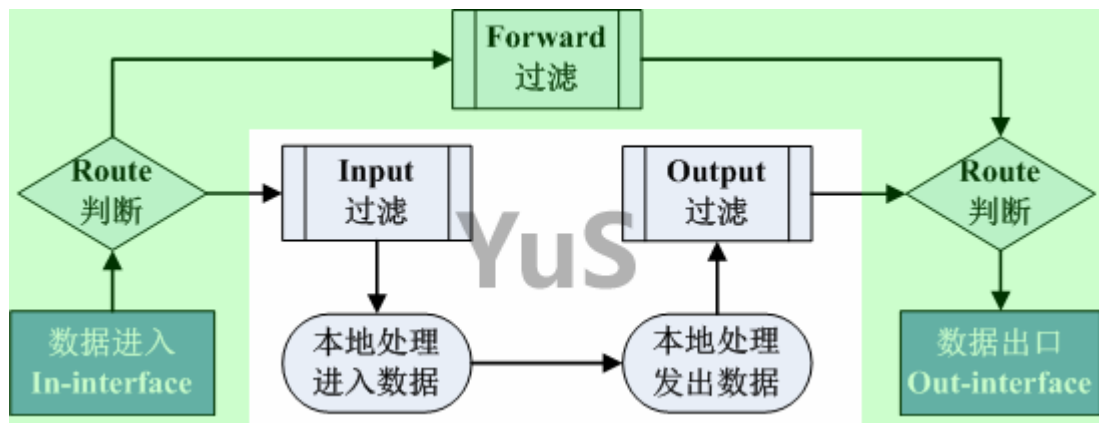 Forward
过滤
Route
判断
Input
过滤
Output
过滤
Route
判断
YuS
数据进入
In-interface
本地处理
进入数据
本地处理
发出数据
数据出口
Out-interface